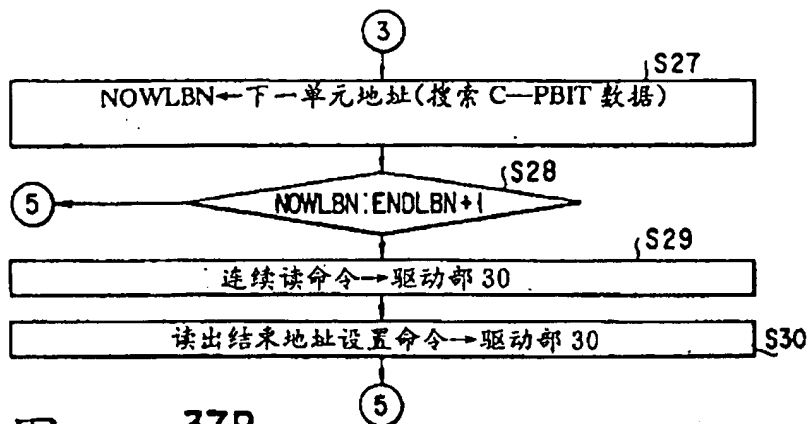 3
S27
NOWLBN←下一单元地址(搜索 C—PBIT 数据)
S28
5
NOWLBN:ENDLBN+1
S29
连续读命令→驱动部 30
读出结束地址设置命令→驱动部 30
S30
5
37B